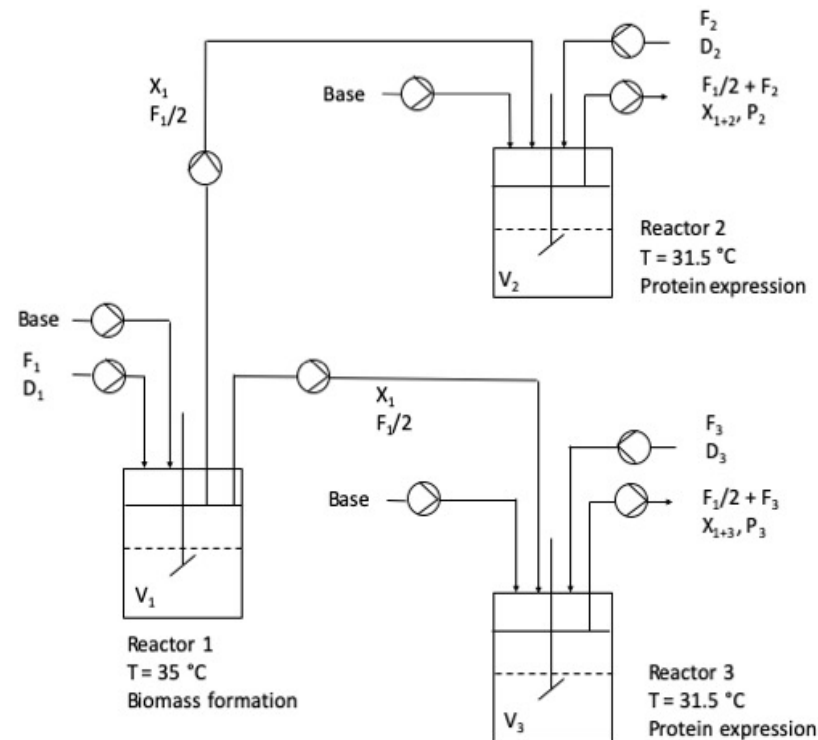 X₁
F₁/2
Base
F₂
D₂
F₁/2 + F₂
X₁₊₂, P₂
Reactor 2
T = 31.5 °C
Protein expression
V₂
Base
F₁
D₁
X₁
F₁/2
Base
F₃
D₃
F₁/2 + F₃
X₁₊₃, P₃
V₁
Reactor 1
T = 35 °C
Biomass formation
Reactor 3
T = 31.5 °C
Protein expression
V₃